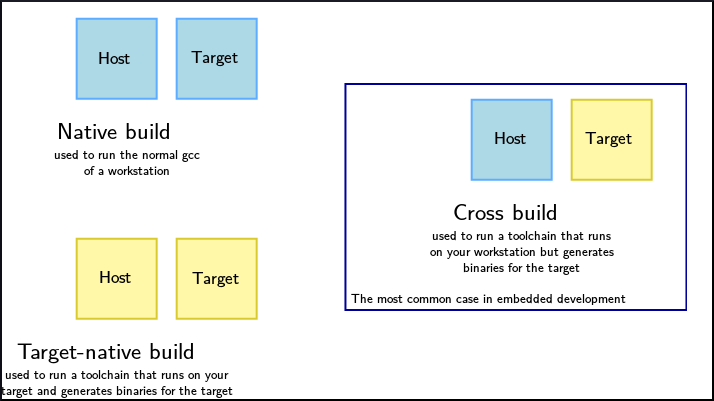 Host
Target
Native build
used to run the normal gcc
of a workstation
Host
Target
Cross build
used to run a toolchain that runs
on your workstation but generates
binaries for the target
The most common case in embedded development
Host
Target
Target-native build
used to run a toolchain that runs on your
target and generates binaries for the target